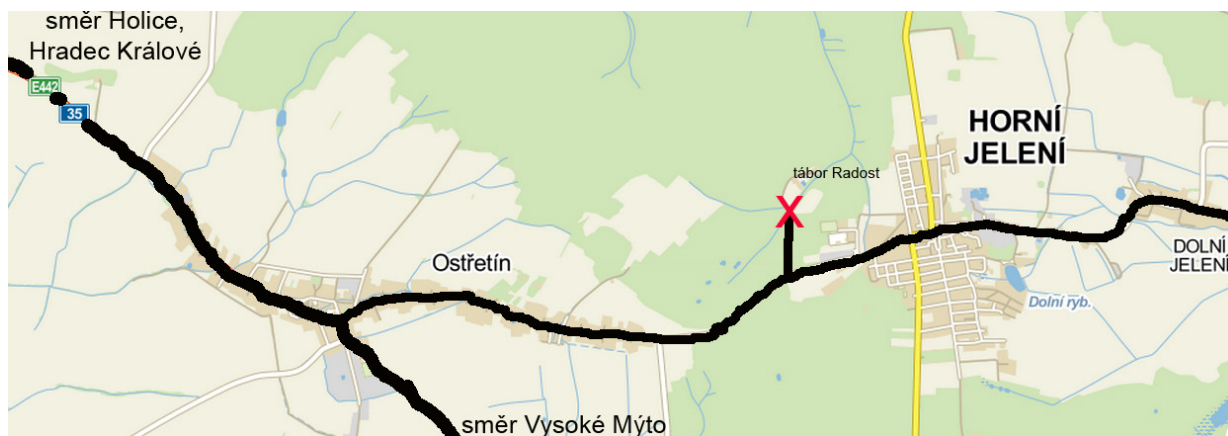 směr Holice,
Hradec Králové
E442
35
HORNÍ
JELENÍ
tábor Radost
Ostřetín
DOLNÍ
JELENÍ
Dolní ryb.
směr Vysoké Mýto
X